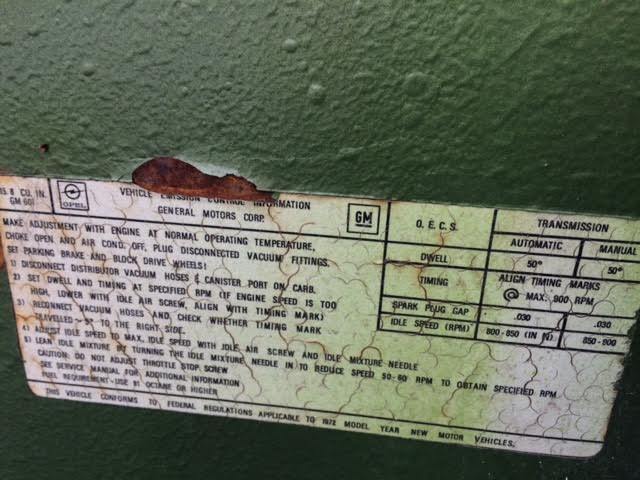 VEHICLE EMISSION CONTROL INFORMATION
GENERAL MOTORS CORP.
15.8 CU. IN.
GM 601
OPEL
GM
MAKE ADJUSTMENT WITH ENGINE AT NORMAL OPERATING TEMPERATURE,
CHOKE OPEN AND AIR COND. OFF, PLUG DISCONNECTED VACUUM FITTINGS.
SET PARKING BRAKE AND BLOCK DRIVE WHEELS!
1) DISCONNECT DISTRIBUTOR VACUUM HOSES & CANISTER PORT ON CARB.
2) SET DWELL AND TIMING AT SPECIFIED RPM (IF ENGINE SPEED IS TOO
HIGH, LOWER WITH IDLE AIR SCREW, ALIGN WITH TIMING MARK)
3) RECONNECT VACUUM HOSES AND CHECK WHETHER TIMING MARK
TRAVELLED TO THE RIGHT SIDE.
4) ADJUST IDLE SPEED TO MAX. IDLE SPEED WITH IDLE AIR SCREW AND IDLE MIXTURE NEEDLE
5) LEAN IDLE MIXTURE BY TURNING THE IDLE MIXTURE NEEDLE IN TO REDUCE SPEED 50-60 RPM TO OBTAIN SPECIFIED RPM
CAUTION: DO NOT ADJUST THROTTLE STOP SCREW
SEE SERVICE MANUAL FOR ADDITIONAL INFORMATION
FUEL REQUIREMENT-USE 91 OCTANE OR HIGHER
THIS VEHICLE CONFORMS TO FEDERAL REGULATIONS APPLICABLE TO 1972 MODEL YEAR NEW MOTOR VEHICLES.
O. E. C. S.
TRANSMISSION
AUTOMATIC MANUAL
DWELL 50° 50°
TIMING ALIGN TIMING MARKS
@ MAX. 900 RPM
SPARK PLUG GAP .030 .030
IDLE SPEED (RPM) 800-850 (IN N) 850-900